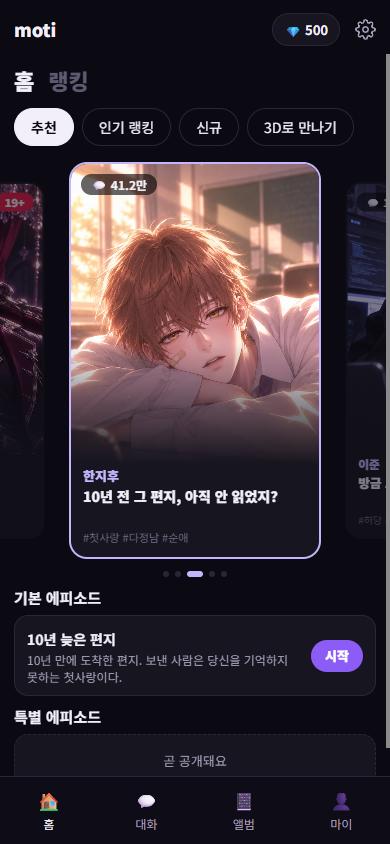 moti
500
홈 랭킹
추천 인기 랭킹 신규 3D로 만나기
19+
41.2만
한지후
10년 전 그 편지, 아직 안 읽었지?
#첫사랑 #다정남 #순애
이준
방금
기본 에피소드
10년 늦은 편지
10년 만에 도착한 편지. 보낸 사람은 당신을 기억하지
못하는 첫사랑이다.
시작
특별 에피소드
곧 공개돼요
홈 대화 앨범 마이